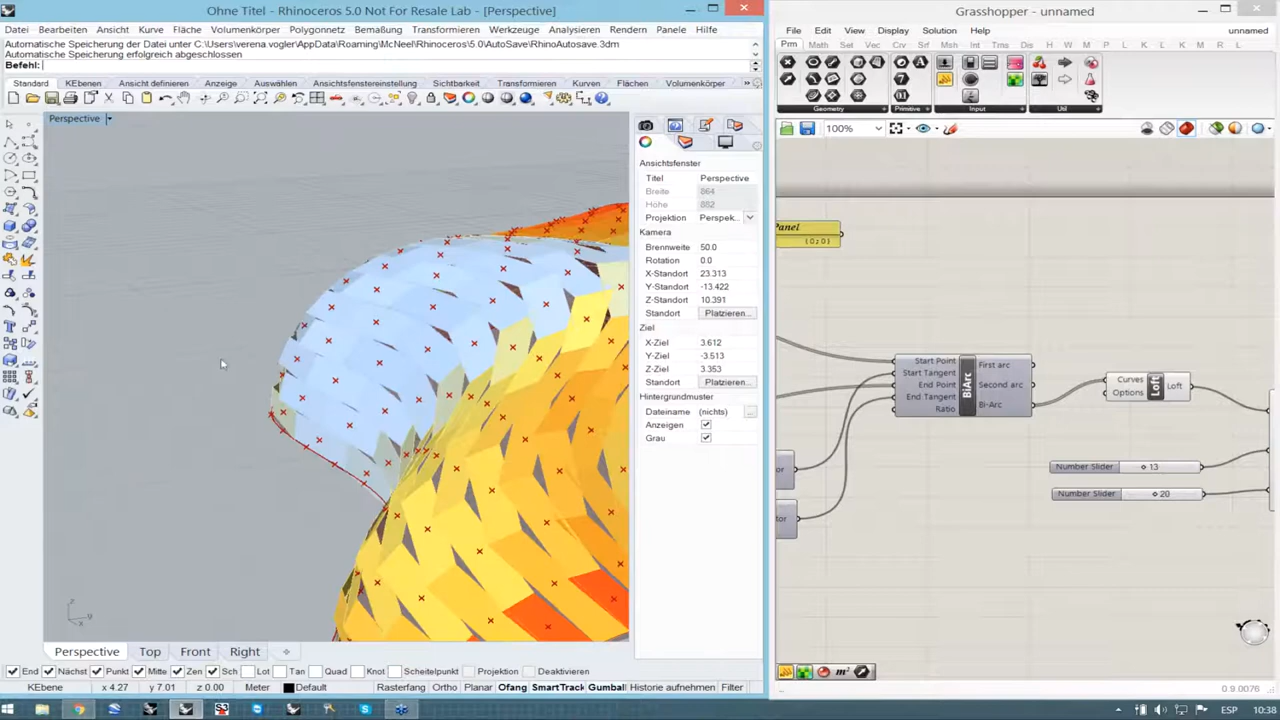 Ohne Titel - Rhinoceros 5.0 Not For Resale Lab - [Perspective]
Datei Bearbeiten Ansicht Kurve Fläche Volumenkörper Polygonnetz Bemaßung Transformieren Werkzeuge Analysieren Rendern Panele Hilfe
Automatische Speicherung der Datei unter C:\Users\verena vogler\AppData\Roaming\McNeel\Rhinoceros\5.0\AutoSave\RhinoAutosave.3dm
Automatische Speicherung erfolgreich abgeschlossen
Befehl:
Standard KEbenen Ansicht definieren Anzeige Auswählen Ansichtsfenstereinstellung Sichtbarkeit Transformieren Kurven Flächen Volumenkörper
Perspective
Ansichtsfenster
Titel Perspective
Breite 864
Höhe 882
Projektion Perspek...
Kamera
Brennweite 50.0
Rotation 0.0
X-Standort 23.313
Y-Standort -13.422
Z-Standort 10.391
Standort Platzieren...
Ziel
X-Ziel 3.612
Y-Ziel -3.513
Z-Ziel 3.353
Standort Platzieren...
Hintergrundmuster
Dateiname (nichts) ...
Anzeigen
Grau
z
y
x
Perspective Top Front Right
End Nächst Punkt Mitte Zen Sch Lot Tan Quad Knot Scheitelpunkt Projektion Deaktivieren
KEbene x 4.27 y 7.01 z 0.00 Meter Default Rasterfang Ortho Planar Ofang SmartTrack Gumball Historie aufnehmen Filter
Grasshopper - unnamed
File Edit View Display Solution Help unnamed
Prm Math Set Vec Crv Srf Msh Int Trns Dis K W M P L C K K W M H L U
Geometry Primitive Input Util
100%
Panel
{0;0}
Start Point
Start Tangent
End Point
End Tangent
Ratio
BiArc
First arc
Second arc
Bi-Arc
Curves
Options
Loft
Loft
Number Slider 13
Number Slider 20
tor
tor
m²
0.9.0076
ESP 10:38